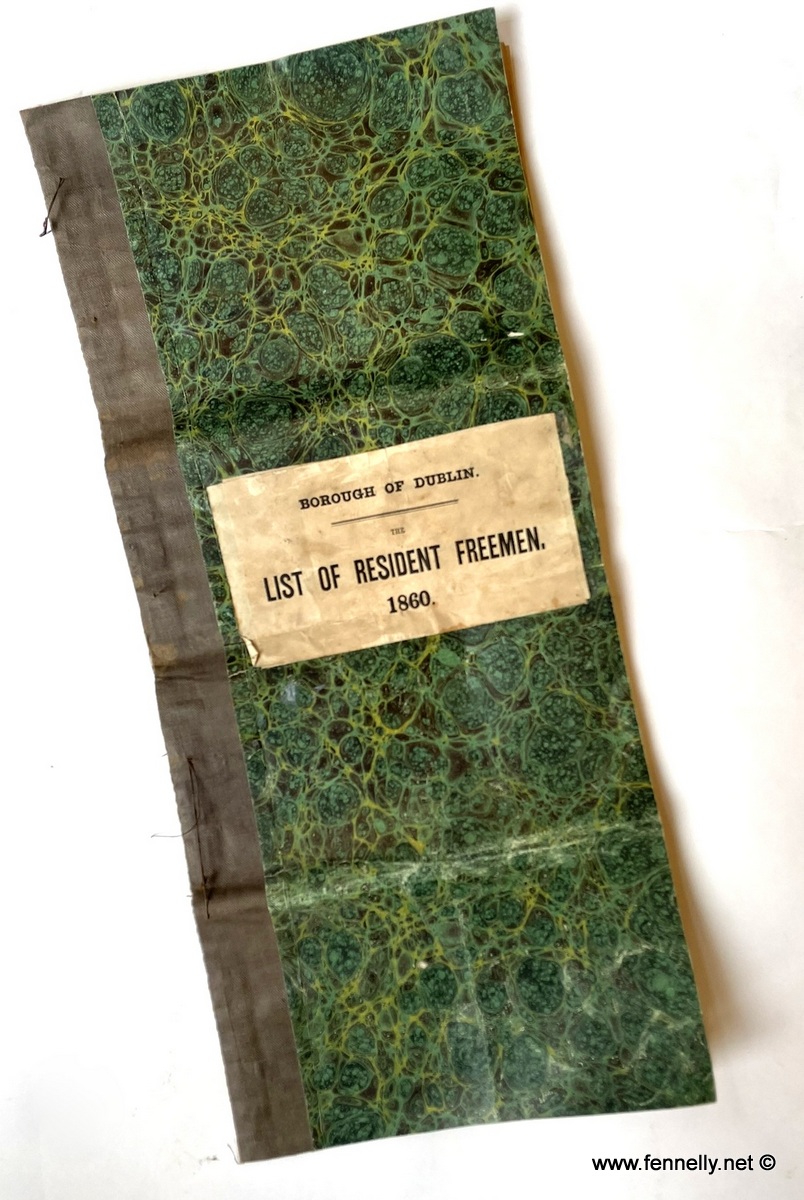 BOROUGH OF DUBLIN.
THE
LIST OF RESIDENT FREEMEN.
1860.
www.fennelly.net ©